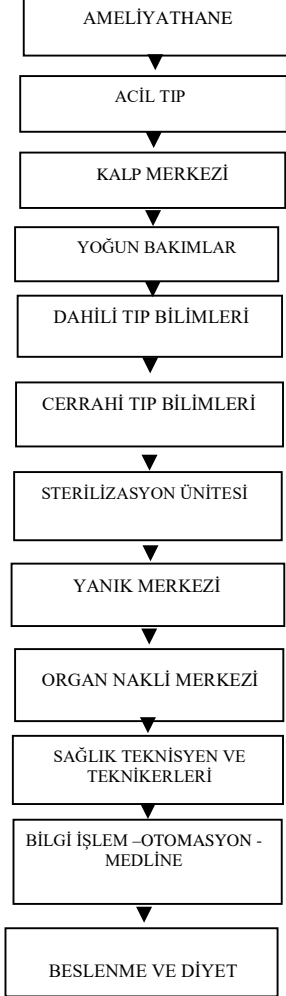 AMELİYATHANE
ACİL TIP
KALP MERKEZİ
YOĞUN BAKIMLAR
DAHİLİ TIP BİLİMLERİ
CERRAHİ TIP BİLİMLERİ
STERİLİZASYON ÜNİTESİ
YANIK MERKEZİ
ORGAN NAKLİ MERKEZİ
SAĞLIK TEKNİSYEN VE
TEKNİKERLERİ
BİLGİ İŞLEM –OTOMASYON -
MEDLINE
BESLENME VE DİYET